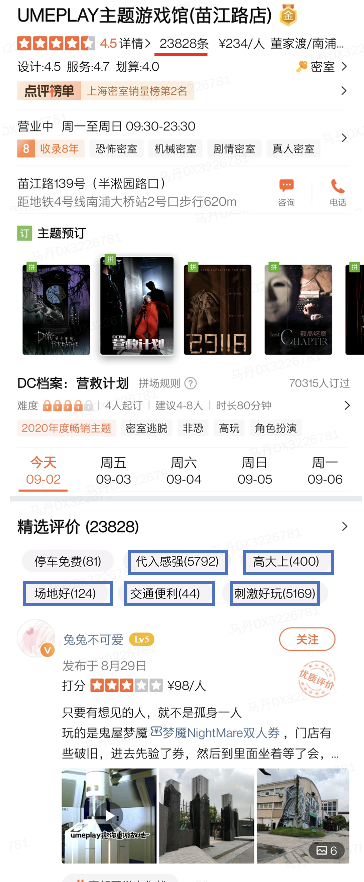 UMEPLAY主题游戏馆(苗江路店) 金
4.5 详情> 23828条 ¥234/人 董家渡/南浦...
设计:4.5 服务:4.7 划算:4.0 密室
点评榜单 上海密室销量榜第2名
营业中 周一至周日 09:30-23:30
8 收录8年 恐怖密室 机械密室 剧情密室 真人密室
苗江路139号（半淞园路口）
距地铁4号线南浦大桥站2号口步行620m
咨询 电话
订 主题预订
拼 拼 拼 拼 拼
营救计划 29118 CHAPTER
DC档案：营救计划 拼场规则 ? 70315人订过
难度 4人起订 建议4-8人 时长80分钟
2020年度畅销主题 密室逃脱 非恐 高玩 角色扮演
今天 周五 周六 周日 周一
09-02 09-03 09-04 09-05 09-06
精选评价 (23828)
停车免费(81) 代入感强(5792) 高大上(400)
场地好(124) 交通便利(44) 刺激好玩(5169)
兔兔不可爱 Lv5 关注
V
发布于 8月29日
优质评价
打分 ¥98/人
只要有想见的人，就不是孤身一人
玩的是鬼屋梦魇 梦魇NightMare双人券 ，门店有
些破旧，进去先验了券，然后到里面坐着等了会，...
6